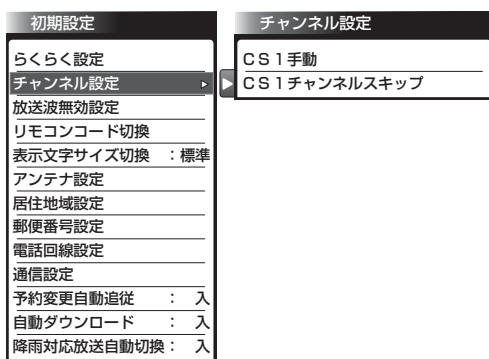 初期設定
らくらく設定
チャンネル設定
放送波無効設定
リモコンコード切換
表示文字サイズ切換 ：標準
アンテナ設定
居住地域設定
郵便番号設定
電話回線設定
通信設定
予約変更自動追従 ： 入
自動ダウンロード ： 入
降雨対応放送自動切換： 入
チャンネル設定
ＣＳ１手動
ＣＳ１チャンネルスキップ